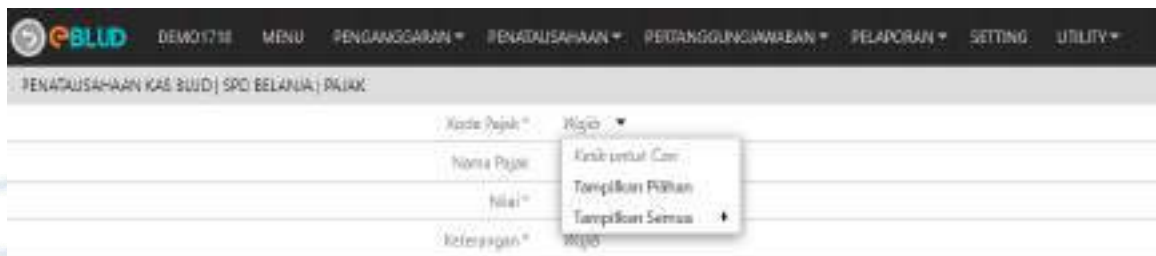 eBLUD DEMO1718 MENU PENGANGGARAN PENATAUSAHAAN PERTANGGUNGJAWABAN PELAPORAN SETTING UTILITY
PENATAUSAHAAN KAS BLUD | SPD BELANJA | PAJAK
Kode Pajak * Wajib
Ketik untuk Cari
Nama Pajak
Tampilkan Pilihan
Nilai *
Tampilkan Semua
Keterangan * Wajib